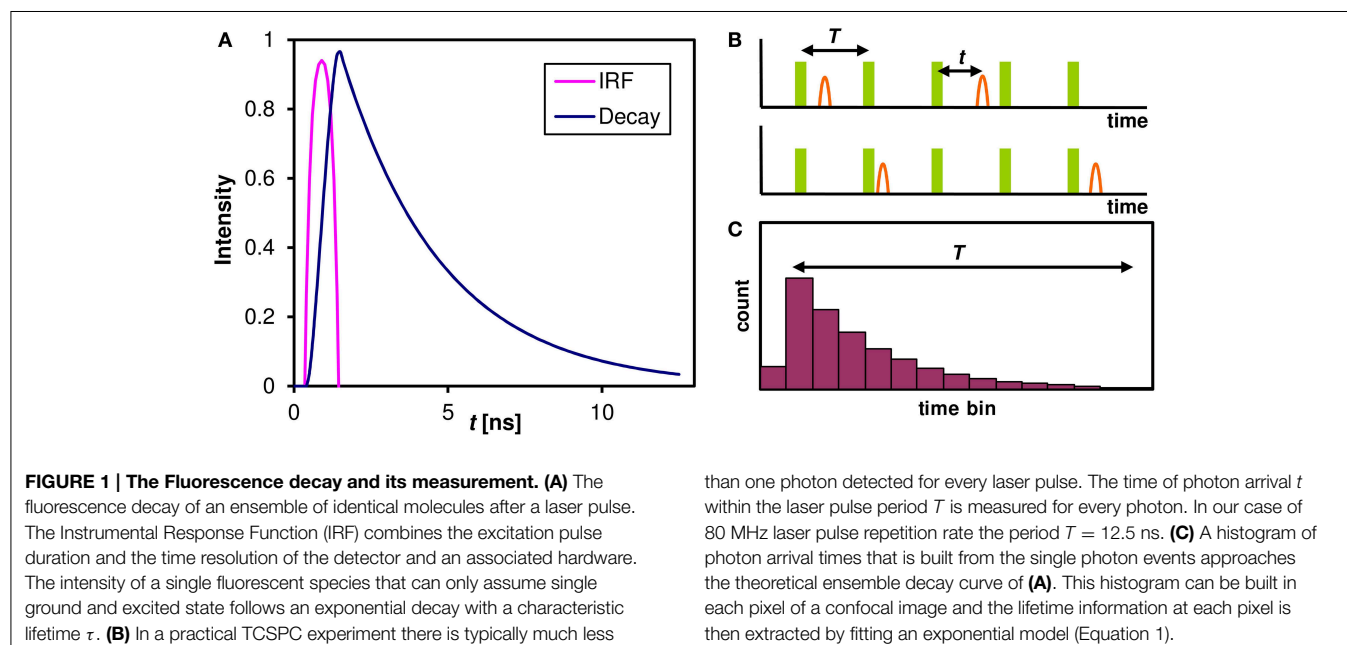 A
1
0.8
0.6
0.4
0.2
0
Intensity
IRF
Decay
0
5
10
t [ns]
B
T
t
time
time
C
T
count
time bin
FIGURE 1 | The Fluorescence decay and its measurement. (A) The
fluorescence decay of an ensemble of identical molecules after a laser pulse.
The Instrumental Response Function (IRF) combines the excitation pulse
duration and the time resolution of the detector and an associated hardware.
The intensity of a single fluorescent species that can only assume single
ground and excited state follows an exponential decay with a characteristic
lifetime τ. (B) In a practical TCSPC experiment there is typically much less
than one photon detected for every laser pulse. The time of photon arrival t
within the laser pulse period T is measured for every photon. In our case of
80 MHz laser pulse repetition rate the period T = 12.5 ns. (C) A histogram of
photon arrival times that is built from the single photon events approaches
the theoretical ensemble decay curve of (A). This histogram can be built in
each pixel of a confocal image and the lifetime information at each pixel is
then extracted by fitting an exponential model (Equation 1).